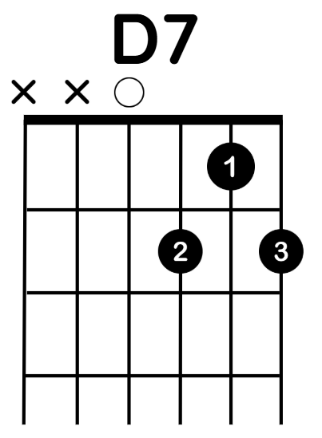 D7
× × ○
1
2 3